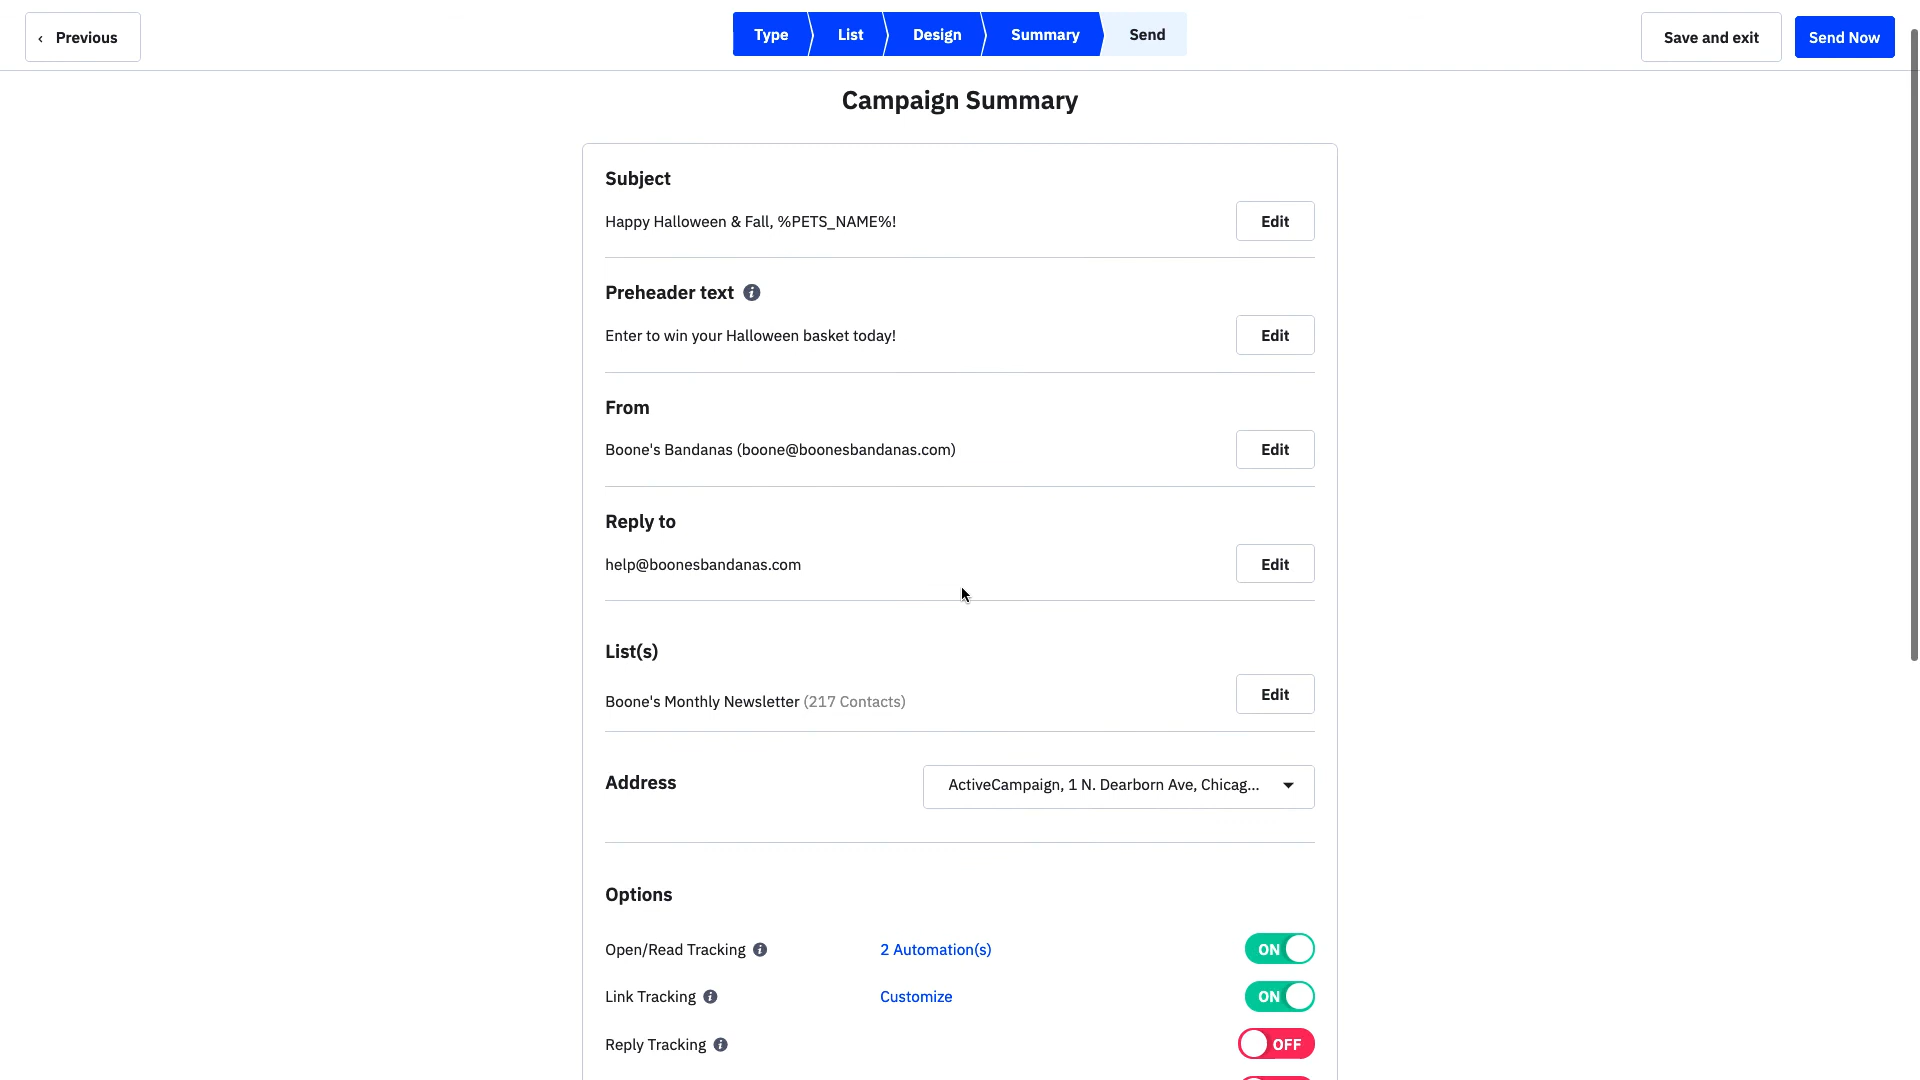 ‹ Previous
Type
List
Design
Summary
Send
Save and exit
Send Now
Campaign Summary
Subject
Happy Halloween & Fall, %PETS_NAME%!
Edit
Preheader text i
Enter to win your Halloween basket today!
Edit
From
Boone's Bandanas (boone@boonesbandanas.com)
Edit
Reply to
help@boonesbandanas.com
Edit
List(s)
Boone's Monthly Newsletter (217 Contacts)
Edit
Address
ActiveCampaign, 1 N. Dearborn Ave, Chicag...
Options
Open/Read Tracking i
2 Automation(s)
ON
Link Tracking i
Customize
ON
Reply Tracking i
OFF